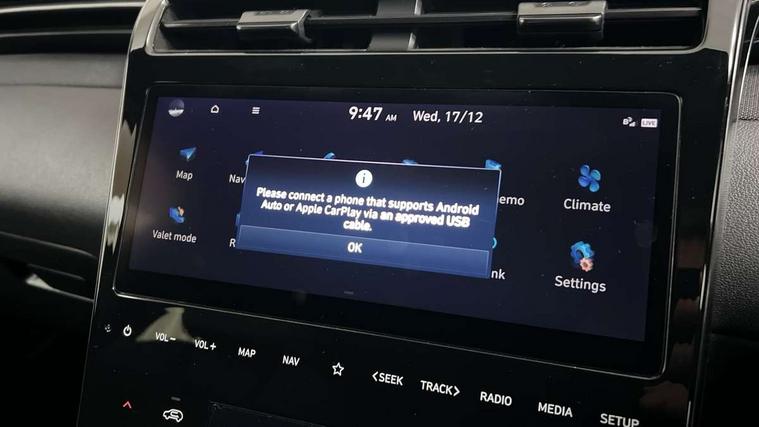 9:47 AM Wed, 17/12
LIVE
Map
Nav
emo
Climate
Please connect a phone that supports Android
Auto or Apple CarPlay via an approved USB
cable.
OK
Valet mode
R
nk
Settings
VOL−
VOL+
MAP
NAV
<SEEK
TRACK>
RADIO
MEDIA
SETUP